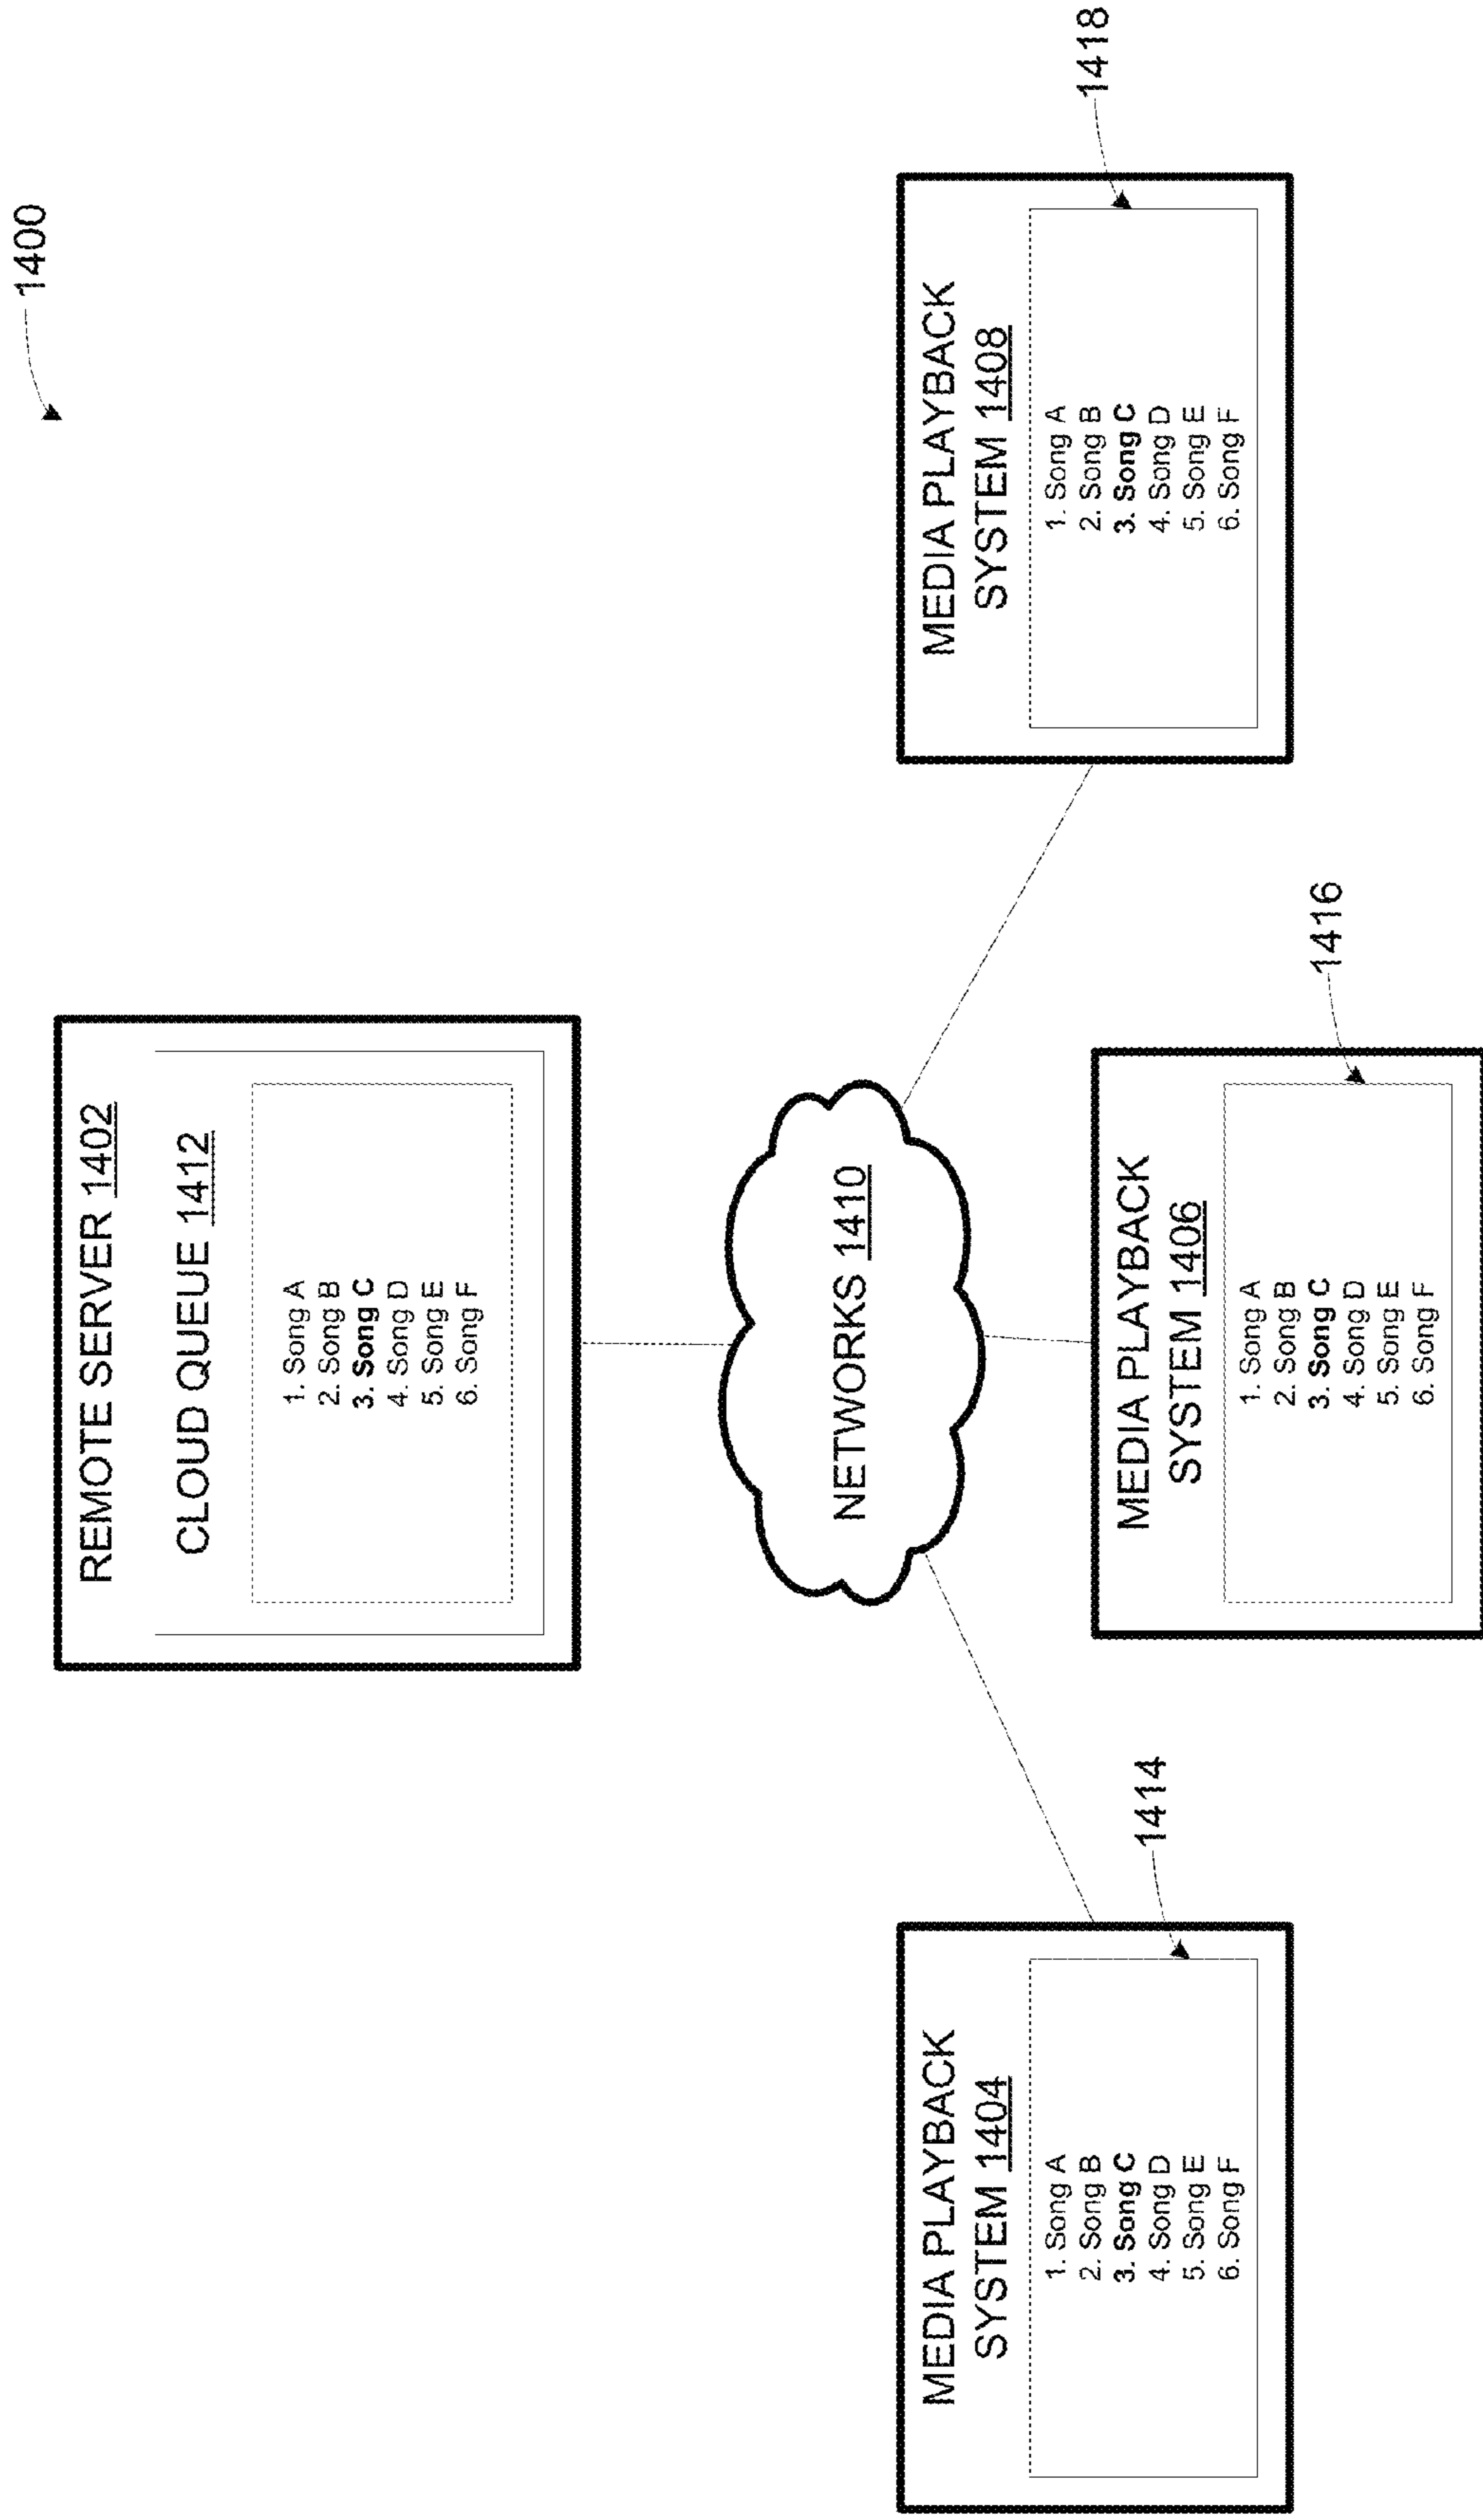 1400
REMOTE SERVER 1402
CLOUD QUEUE 1412
1. Song A
2. Song B
3. Song C
4. Song D
5. Song E
6. Song F
NETWORKS 1410
MEDIA PLAYBACK
SYSTEM 1404
1. Song A
2. Song B
3. Song C
4. Song D
5. Song E
6. Song F
1414
MEDIA PLAYBACK
SYSTEM 1406
1. Song A
2. Song B
3. Song C
4. Song D
5. Song E
6. Song F
1416
MEDIA PLAYBACK
SYSTEM 1408
1. Song A
2. Song B
3. Song C
4. Song D
5. Song E
6. Song F
1418